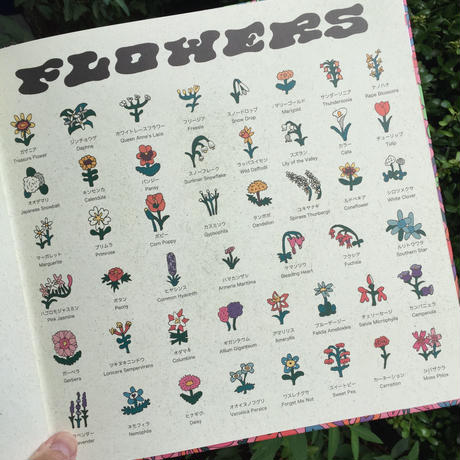 FLOWERS
ガザニア
Treasure Flower
ジンチョウゲ
Daphne
ホワイトレースフラワー
Queen Anne's Lace
フリージア
Fressie
スノードロップ
Snow Drop
マリーゴールド
Marigold
サンダーソニア
Thundersonia
ナノハナ
Rape Blossoms
オオデマリ
Japanese Snowball
キンセンカ
Calendula
パンジー
Pansy
スノーフレーク
Summer Snowflake
ラッパスイセン
Wild Daffodil
スズラン
Lily of the Valley
カラー
Calla
チューリップ
Tulip
マーガレット
Marguerite
プリムラ
Primrose
ポピー
Corn Poppy
カスミソウ
Gypsophila
タンポポ
Dandelion
コキヤナギ
Spiraea Thunbergii
ルドベキア
Coneflower
シロツメクサ
White Clover
ハゴロモジャスミン
Pink Jasmine
ボタン
Peony
ヒヤシンス
Common Hyacinth
ハマカンザシ
Armeria Maritima
ケマンソウ
Bleeding Heart
フクシア
Fuchsia
ルリトウワタ
Southern Star
ガーベラ
Gerbera
ツキヌキニンドウ
Lonicera Sempervirens
オダマキ
Columbine
ギガンチウム
Allium Giganteum
アマリリス
Amaryllis
ブルーデージー
Felicia Amelloides
チェリーセージ
Salvia Microphylla
カンパニュラ
Campanula
ラベンダー
Lavender
ネモフィラ
Nemophila
ヒナギク
Daisy
オオイヌノフグリ
Veronica Persica
ワスレナグサ
Forget Me Not
スイートピー
Sweet Pea
カーネーション
Carnation
シバザクラ
Moss Phlox